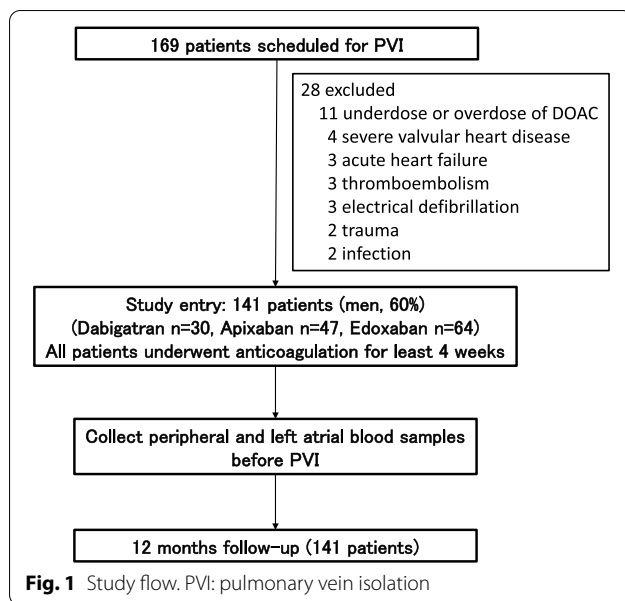 169 patients scheduled for PVI
28 excluded
11 underdose or overdose of DOAC
4 severe valvular heart disease
3 acute heart failure
3 thromboembolism
3 electrical defibrillation
2 trauma
2 infection
Study entry: 141 patients (men, 60%)
(Dabigatran n=30, Apixaban n=47, Edoxaban n=64)
All patients underwent anticoagulation for least 4 weeks
Collect peripheral and left atrial blood samples
before PVI
12 months follow-up (141 patients)
Fig. 1 Study flow. PVI: pulmonary vein isolation